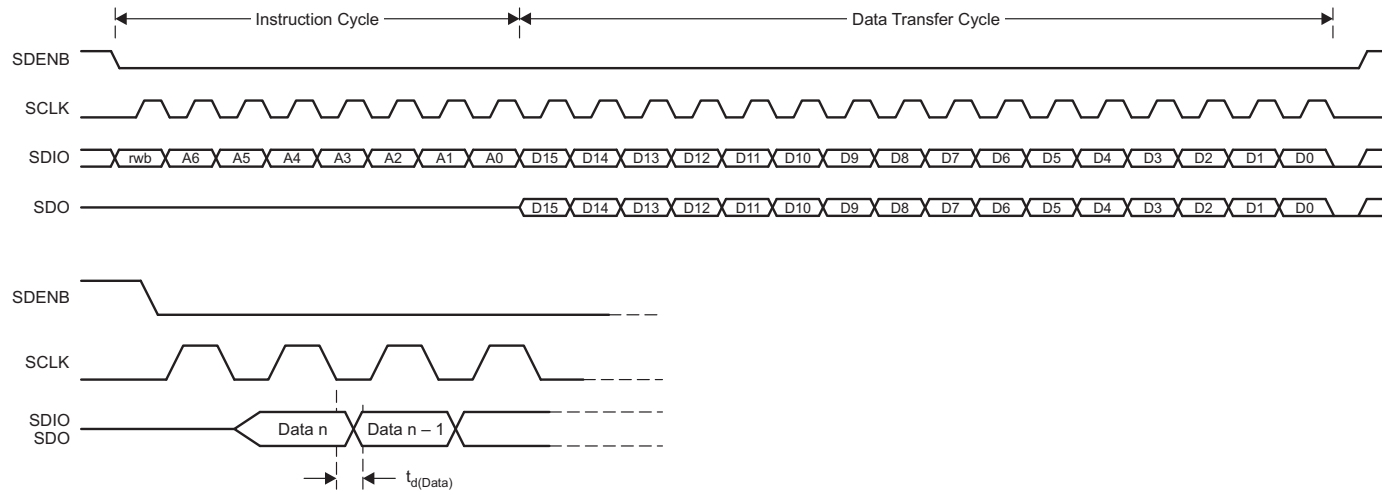 Instruction Cycle Data Transfer Cycle
SDENB
SCLK
SDIO rwb A6 A5 A4 A3 A2 A1 A0 D15 D14 D13 D12 D11 D10 D9 D8 D7 D6 D5 D4 D3 D2 D1 D0
SDO D15 D14 D13 D12 D11 D10 D9 D8 D7 D6 D5 D4 D3 D2 D1 D0
SDENB
SCLK
SDIO
SDO
Data n Data n – 1
td(Data)